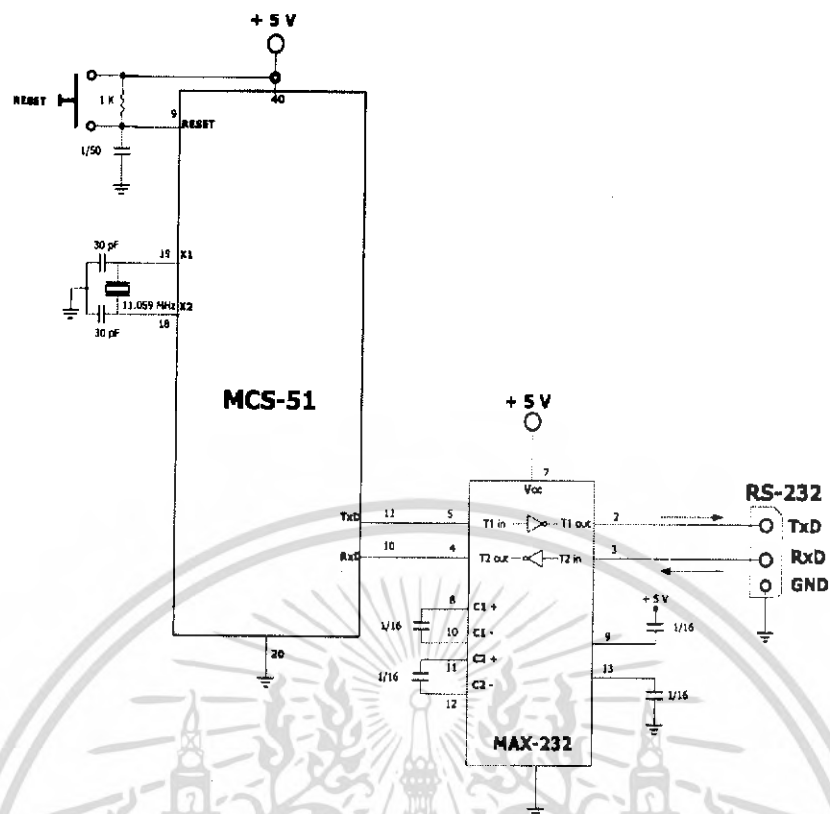 + 5 V
40
RESET
1 K
9
RESET
1/50
30 pF
19
X1
11.059 MHz
X2
18
30 pF
MCS-51
+ 5 V
7
Vcc
RS-232
TxD
11
5
T1 in
T1 out
2
TxD
RxD
10
4
T2 out
T2 in
3
RxD
GND
8
C1 +
1/16
10
C1 -
+ 5 V
1/16
9
11
C2 +
1/16
C2 -
12
13
1/16
20
MAX-232